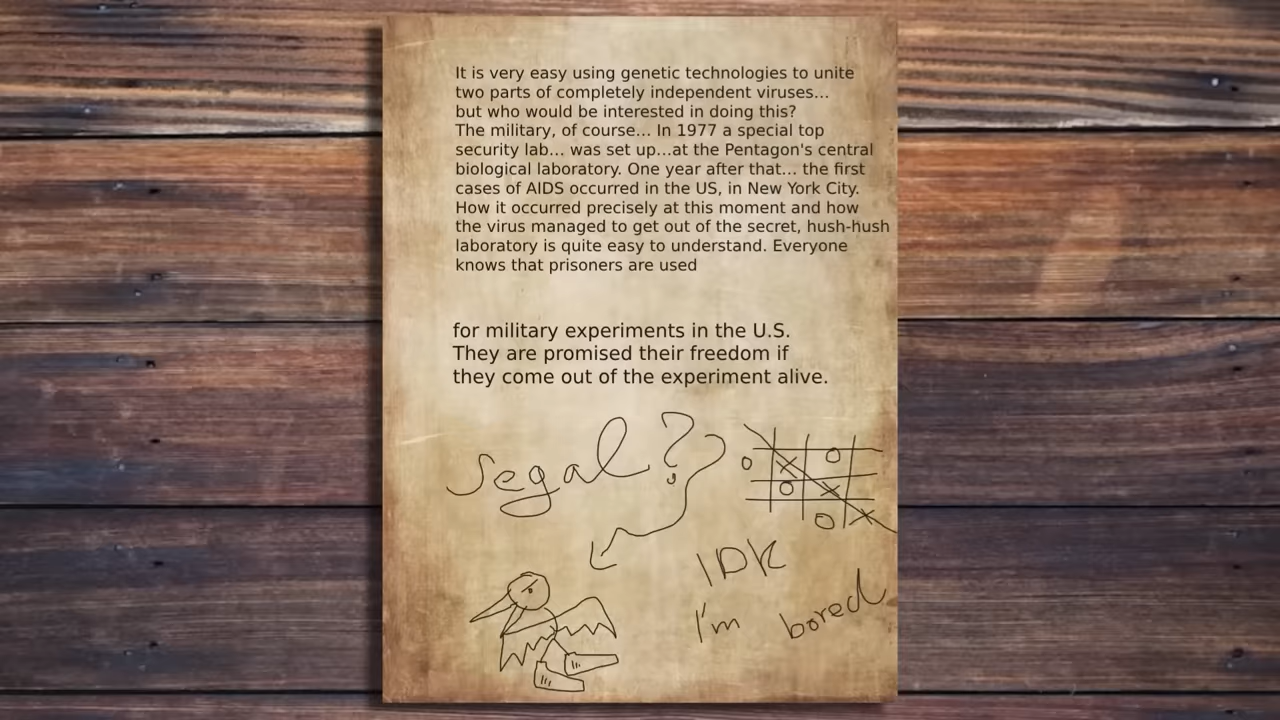 It is very easy using genetic technologies to unite
two parts of completely independent viruses...
but who would be interested in doing this?
The military, of course... In 1977 a special top
security lab... was set up...at the Pentagon's central
biological laboratory. One year after that... the first
cases of AIDS occurred in the US, in New York City.
How it occurred precisely at this moment and how
the virus managed to get out of the secret, hush-hush
laboratory is quite easy to understand. Everyone
knows that prisoners are used
for military experiments in the U.S.
They are promised their freedom if
they come out of the experiment alive.
Segal?
IDK
I'm bored